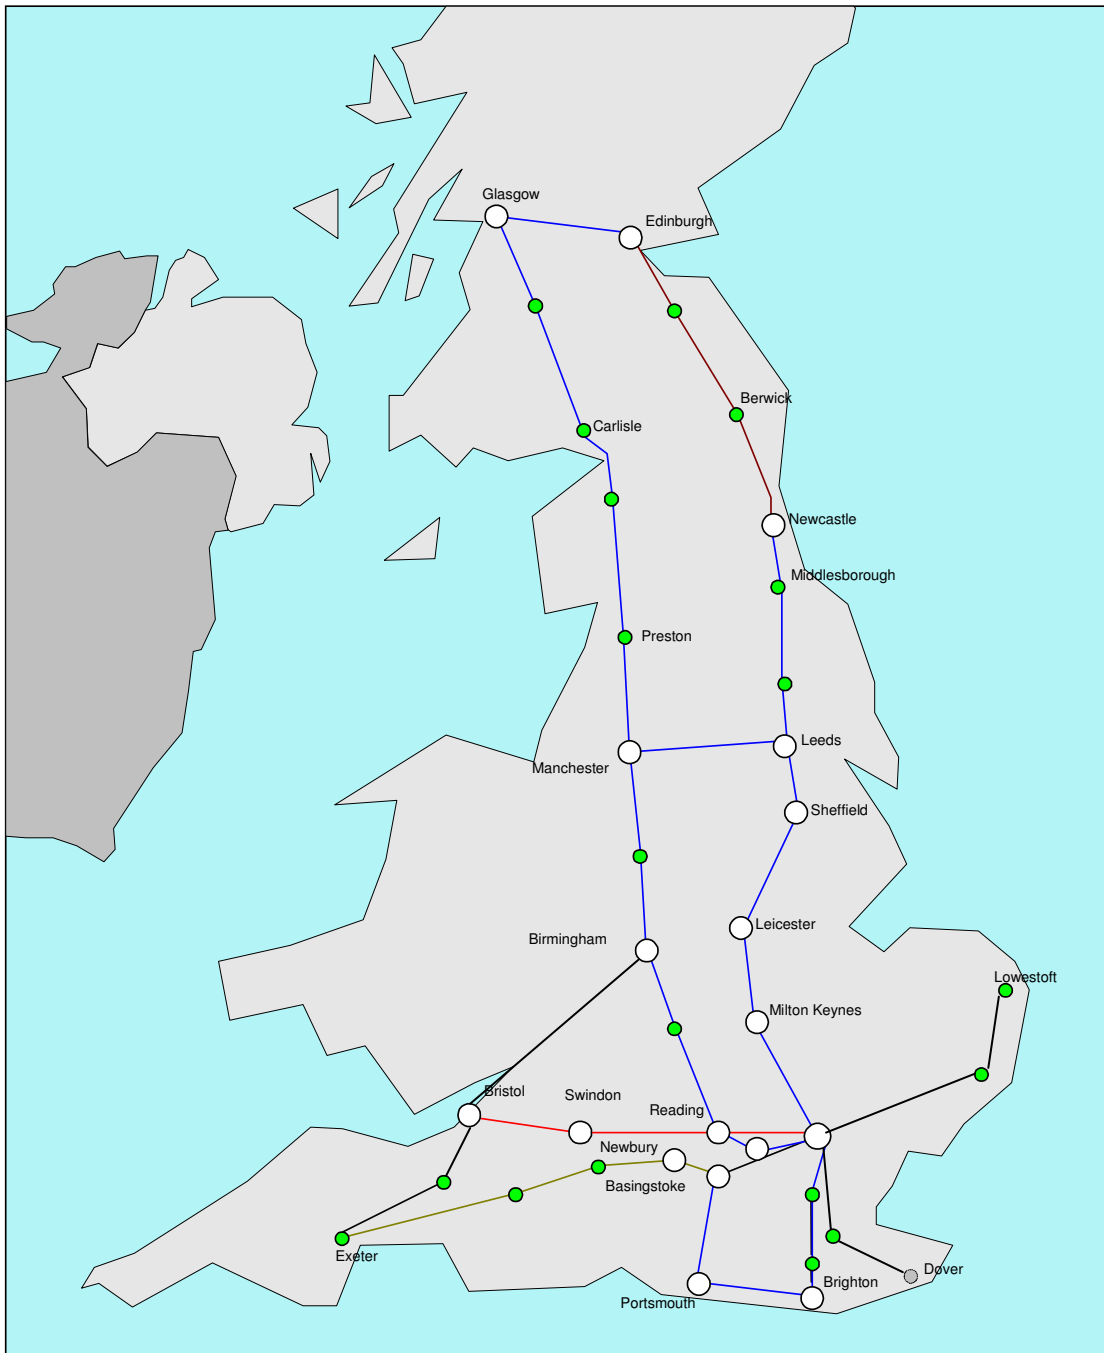 Glasgow
Edinburgh
Berwick
Carlisle
Newcastle
Middlesborough
Preston
Leeds
Manchester
Sheffield
Leicester
Birmingham
Lowestoft
Milton Keynes
Bristol
Swindon
Reading
Newbury
Basingstoke
Exeter
Dover
Brighton
Portsmouth